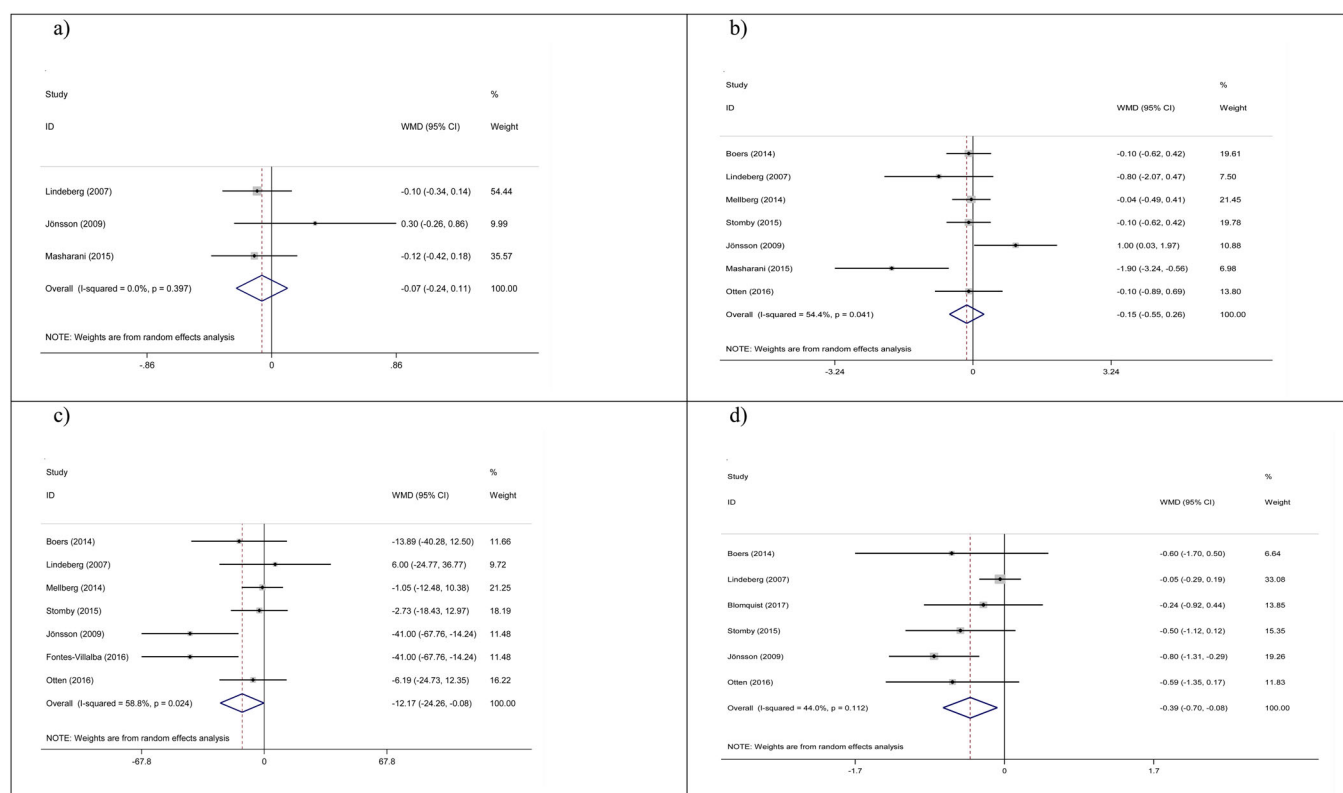 a)
Study %
ID WMD (95% CI) Weight
Lindeberg (2007) -0.10 (-0.34, 0.14) 54.44
Jönsson (2009) 0.30 (-0.26, 0.86) 9.99
Masharani (2015) -0.12 (-0.42, 0.18) 35.57
Overall (I-squared = 0.0%, p = 0.397) -0.07 (-0.24, 0.11) 100.00
NOTE: Weights are from random effects analysis
-.86 0 .86
b)
Study %
ID WMD (95% CI) Weight
Boers (2014) -0.10 (-0.62, 0.42) 19.61
Lindeberg (2007) -0.80 (-2.07, 0.47) 7.50
Mellberg (2014) -0.04 (-0.49, 0.41) 21.45
Stomby (2015) -0.10 (-0.62, 0.42) 19.78
Jönsson (2009) 1.00 (0.03, 1.97) 10.88
Masharani (2015) -1.90 (-3.24, -0.56) 6.98
Otten (2016) -0.10 (-0.89, 0.69) 13.80
Overall (I-squared = 54.4%, p = 0.041) -0.15 (-0.55, 0.26) 100.00
NOTE: Weights are from random effects analysis
-3.24 0 3.24
c)
Study %
ID WMD (95% CI) Weight
Boers (2014) -13.89 (-40.28, 12.50) 11.66
Lindeberg (2007) 6.00 (-24.77, 36.77) 9.72
Mellberg (2014) -1.05 (-12.48, 10.38) 21.25
Stomby (2015) -2.73 (-18.43, 12.97) 18.19
Jönsson (2009) -41.00 (-67.76, -14.24) 11.48
Fontes-Villalba (2016) -41.00 (-67.76, -14.24) 11.48
Otten (2016) -6.19 (-24.73, 12.35) 16.22
Overall (I-squared = 58.8%, p = 0.024) -12.17 (-24.26, -0.08) 100.00
NOTE: Weights are from random effects analysis
-67.8 0 67.8
d)
Study %
ID WMD (95% CI) Weight
Boers (2014) -0.60 (-1.70, 0.50) 6.64
Lindeberg (2007) -0.05 (-0.29, 0.19) 33.08
Blomquist (2017) -0.24 (-0.92, 0.44) 13.85
Stomby (2015) -0.50 (-1.12, 0.12) 15.35
Jönsson (2009) -0.80 (-1.31, -0.29) 19.26
Otten (2016) -0.59 (-1.35, 0.17) 11.83
Overall (I-squared = 44.0%, p = 0.112) -0.39 (-0.70, -0.08) 100.00
NOTE: Weights are from random effects analysis
-1.7 0 1.7